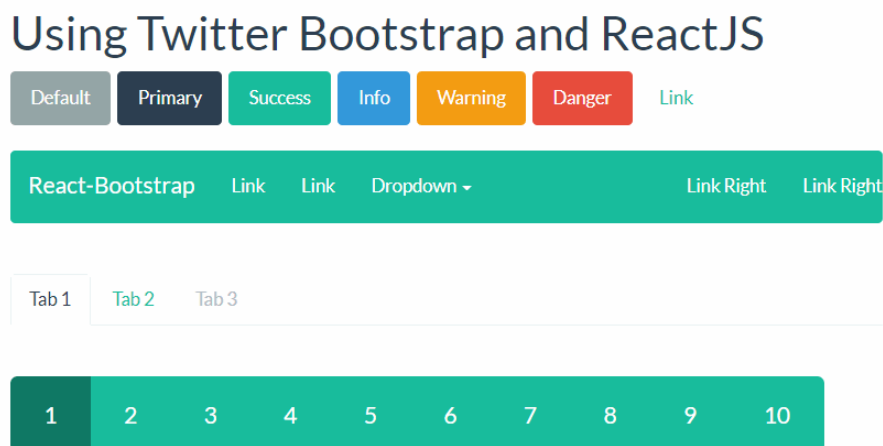 Using Twitter Bootstrap and ReactJS
Default Primary Success Info Warning Danger Link
React-Bootstrap Link Link Dropdown Link Right Link Right
Tab 1 Tab 2 Tab 3
1 2 3 4 5 6 7 8 9 10